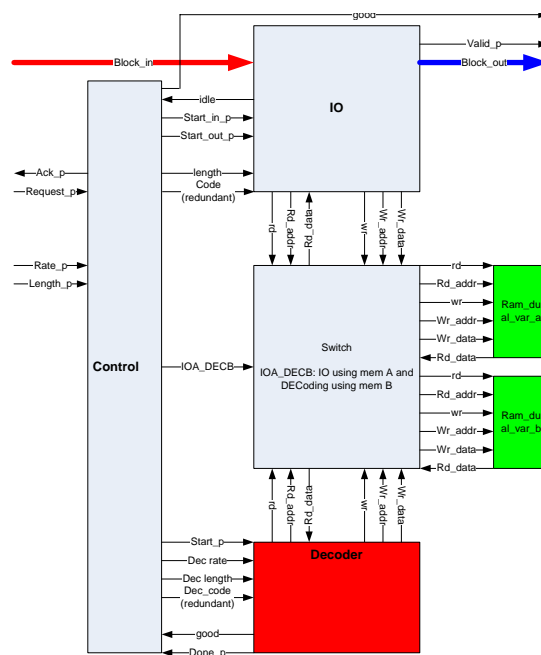 good
Valid_p
Block_in
Block_out
idle
IO
Start_in_p
Start_out_p
Ack_p
length
Request_p
Code
(redundant)
rd
Rd_addr
Rd_data
wr
Wr_addr
Wr_data
Rate_p
Length_p
rd
Rd_addr
wr
Wr_addr
Wr_data
Rd_data
Ram_du
al_var_a
Control
IOA_DECB
Switch
IOA_DECB: IO using mem A and
DECoding using mem B
rd
Rd_addr
wr
Wr_addr
Wr_data
Rd_data
Ram_du
al_var_b
rd
Rd_addr
Rd_data
wr
Wr_addr
Wr_data
Start_p
Dec rate
Dec length
Dec_code
(redundant)
good
Done_p
Decoder